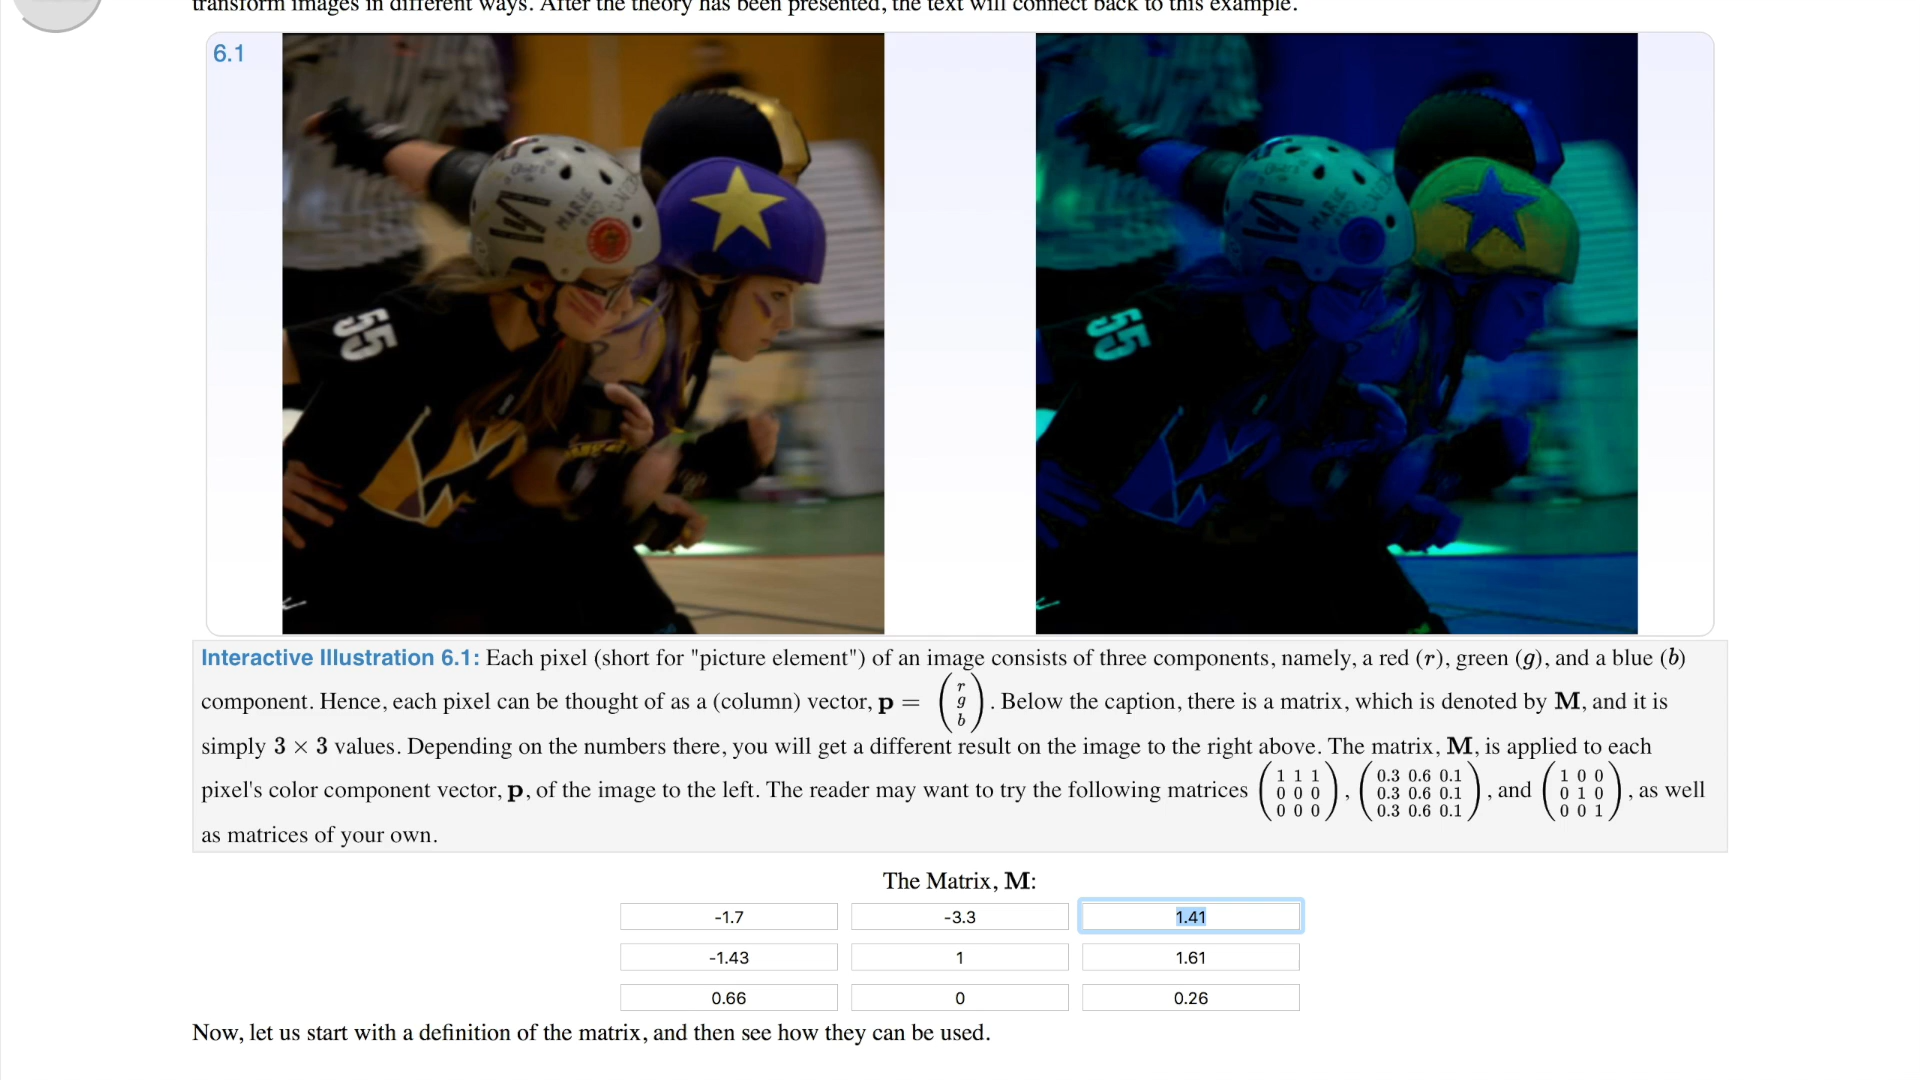 transform images in different ways. After the theory has been presented, the text will connect back to this example.
6.1
MARIE
AND
55
55
Interactive Illustration 6.1: Each pixel (short for "picture element") of an image consists of three components, namely, a red (r), green (g), and a blue (b)
component. Hence, each pixel can be thought of as a (column) vector, p = (r g b). Below the caption, there is a matrix, which is denoted by M, and it is
simply 3 × 3 values. Depending on the numbers there, you will get a different result on the image to the right above. The matrix, M, is applied to each
pixel's color component vector, p, of the image to the left. The reader may want to try the following matrices (1 1 1 0 0 0 0 0 0), (0.3 0.6 0.1 0.3 0.6 0.1 0.3 0.6 0.1), and (1 0 0 0 1 0 0 0 1), as well
as matrices of your own.
The Matrix, M:
-1.7 -3.3 1.41
-1.43 1 1.61
0.66 0 0.26
Now, let us start with a definition of the matrix, and then see how they can be used.